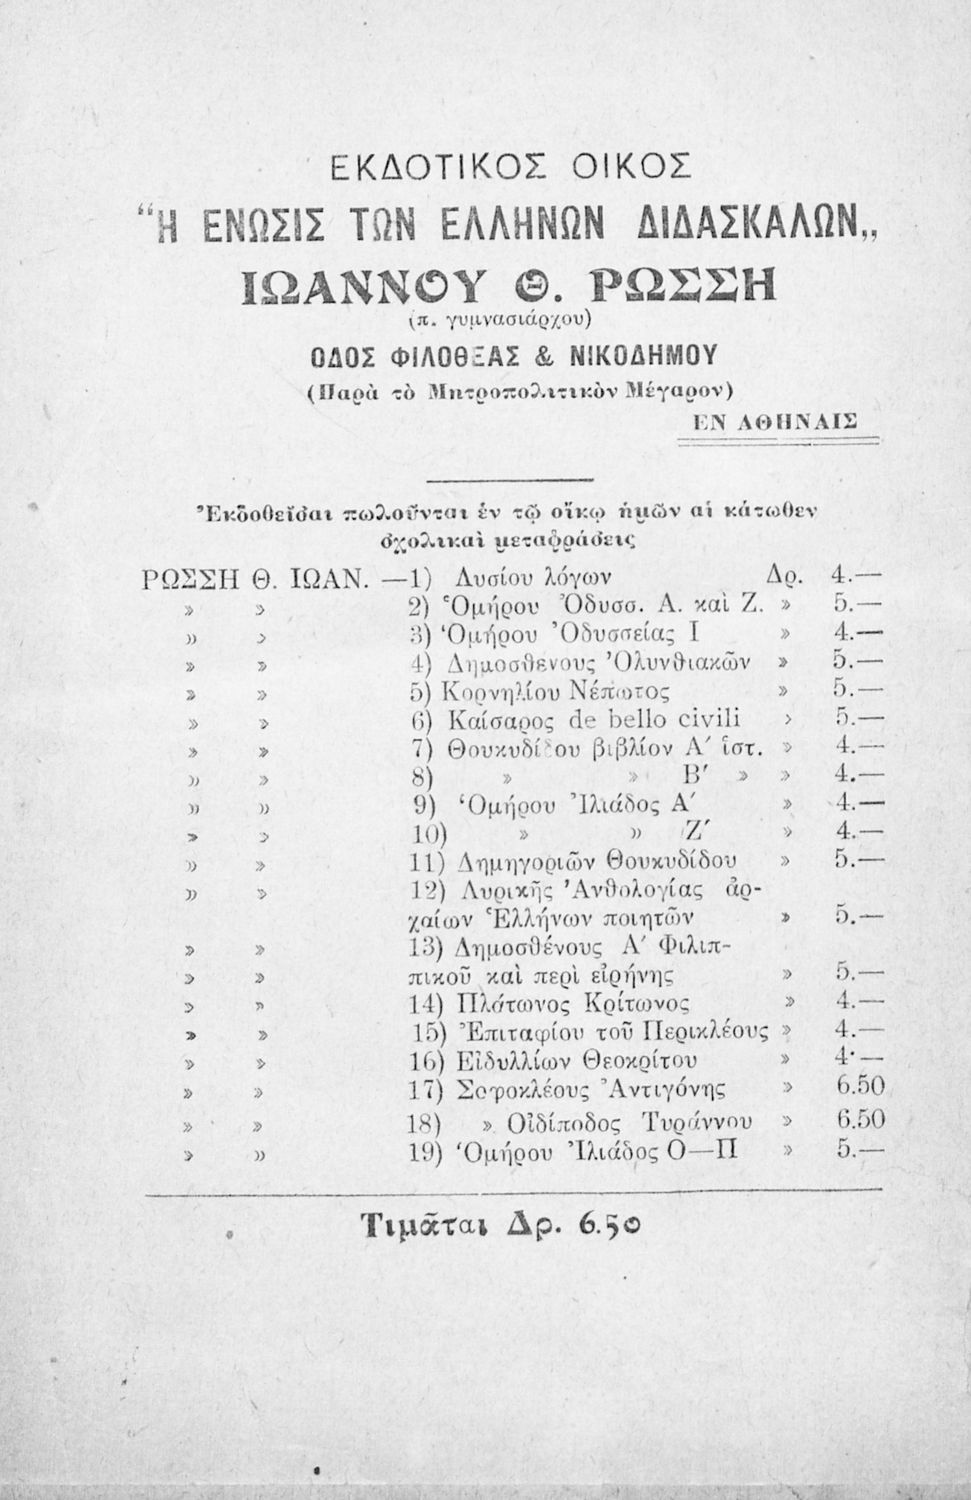 ΕΚΔΟΤΙΚΟΣ ΟΙΚΟΣ
“Η ΕΝΩΣΙΣ ΤΩΝ ΕΛΛΗΝΩΝ ΔΙΔΑΣΚΑΛΩΝ„
ΙΩΑΝΝΟΥ Θ. ΡΩΣΣΗ
(π. γυμνασιάρχου)
ΟΔΟΣ ΦΙΛΟΘΕΑΣ & ΝΙΚΟΔΗΜΟΥ
(Παρὰ τὸ Μητροπολιτικὸν Μέγαρον)
ΕΝ ΑΘΗΝΑΙΣ
Ἐκδοθεῖσαι πωλοῦνται ἐν τῷ οἴκῳ ἡμῶν αἱ κάτωθεν
σχολικαὶ μεταφράσεις
ΡΩΣΣΗ Θ. ΙΩΑΝ. —1) Λυσίου λόγων Δρ. 4.—
» » 2) Ὁμήρου Ὀδυσσ. Α. καὶ Ζ. » 5.—
» » 3) Ὁμήρου Ὀδυσσείας Ι » 4.—
» » 4) Δημοσθένους Ὀλυνθιακῶν » 5.—
» » 5) Κορνηλίου Νέπωτος » 5.—
» » 6) Καίσαρος de bello civili » 5.—
» » 7) Θουκυδίδου βιβλίον Α΄ ἱστ. » 4.—
» » 8) » » Β΄ » » 4.—
» » 9) Ὁμήρου Ἰλιάδος Α΄ » 4.—
» » 10) » » Ζ΄ » 4.—
» » 11) Δημηγοριῶν Θουκυδίδου » 5.—
» » 12) Λυρικῆς Ἀνθολογίας ἀρ-
χαίων Ἑλλήνων ποιητῶν » 5.—
» » 13) Δημοσθένους Α΄ Φιλιπ-
» » πικοῦ καὶ περὶ εἰρήνης » 5.—
» » 14) Πλάτωνος Κρίτωνος » 4.—
» » 15) Ἐπιταφίου τοῦ Περικλέους » 4.—
» » 16) Εἰδυλλίων Θεοκρίτου » 4·—
» » 17) Σοφοκλέους Ἀντιγόνης » 6.50
» » 18) » Οἰδίποδος Τυράννου » 6.50
» » 19) Ὁμήρου Ἰλιάδος Ο—Π » 5.—
Τιμᾶται Δρ. 6.50